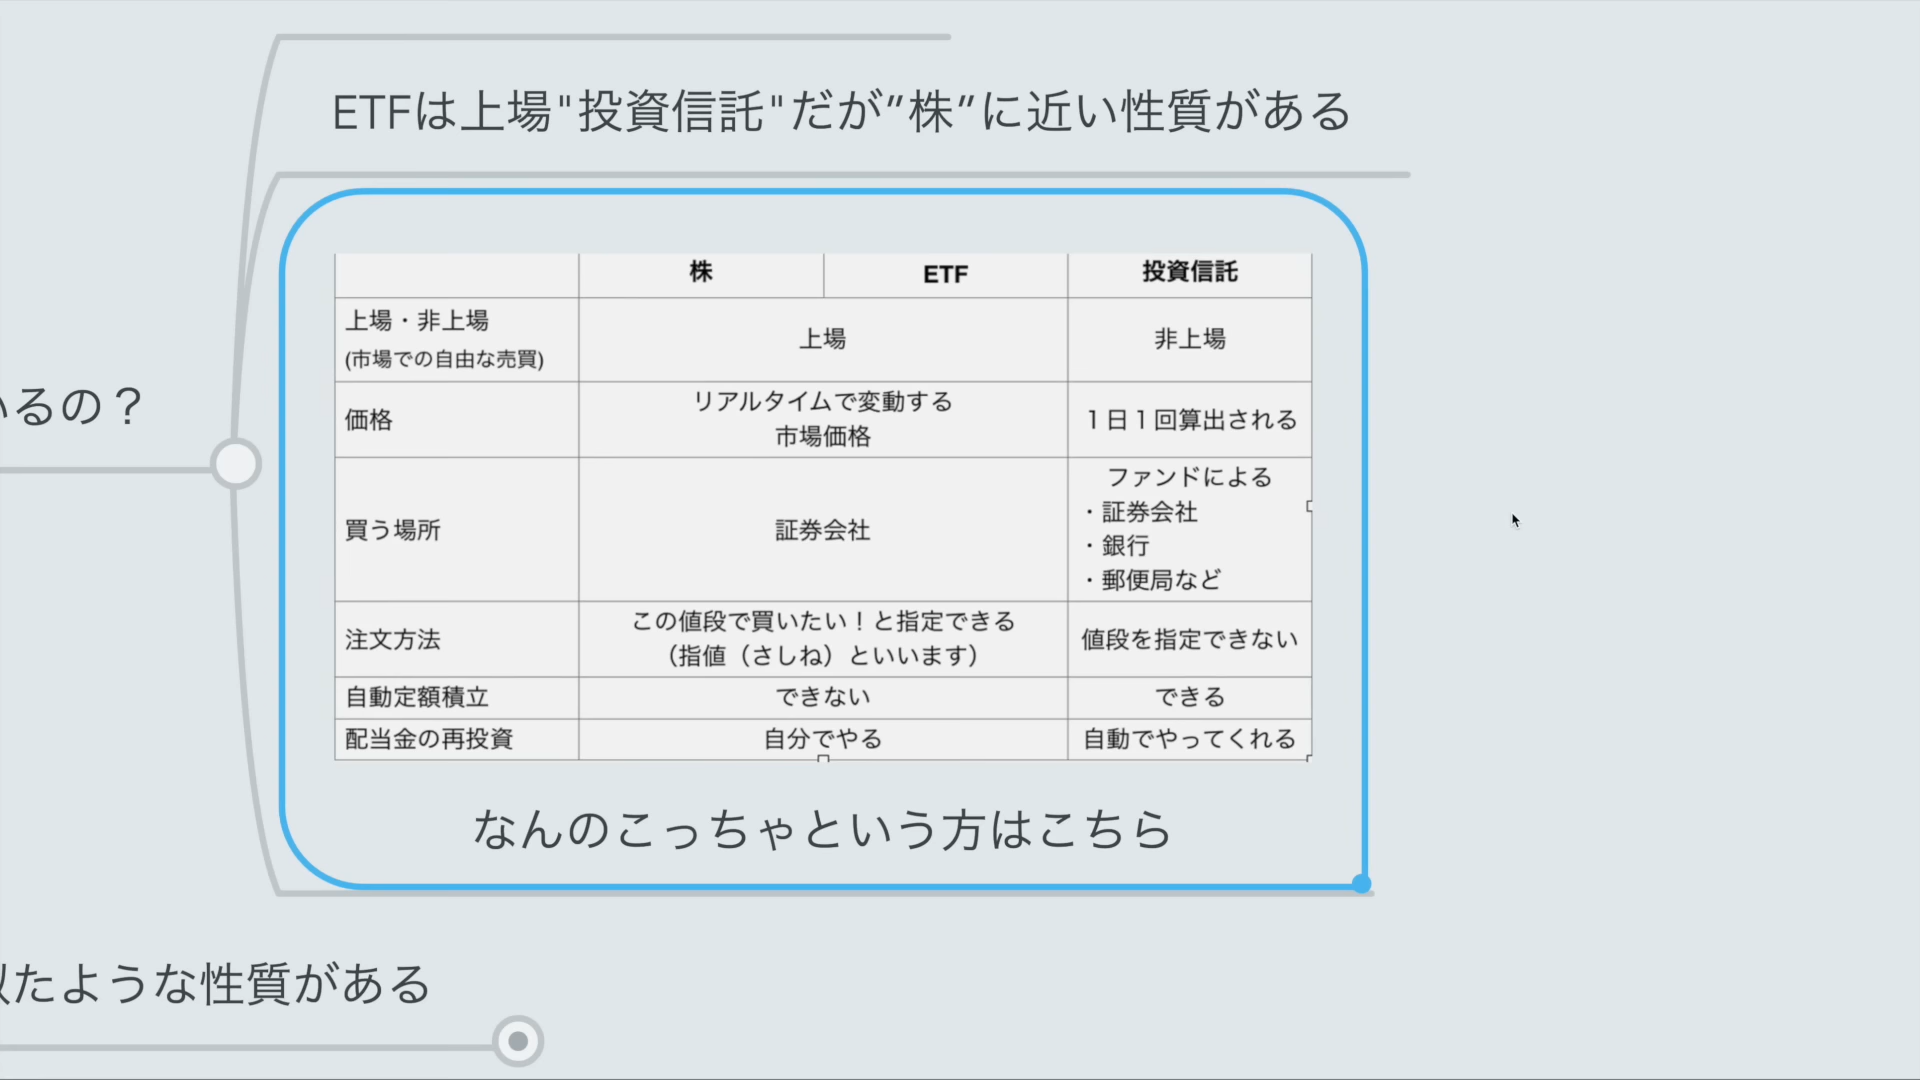 ETFは上場"投資信託"だが”株”に近い性質がある
株 ETF 投資信託
上場・非上場
(市場での自由な売買)
上場
非上場
価格
リアルタイムで変動する
市場価格
１日１回算出される
買う場所
証券会社
ファンドによる
・証券会社
・銀行
・郵便局など
注文方法
この値段で買いたい！と指定できる
（指値（さしね）といいます）
値段を指定できない
自動定額積立 できない できる
配当金の再投資 自分でやる 自動でやってくれる
なんのこっちゃという方はこちら
いるの？
たような性質がある